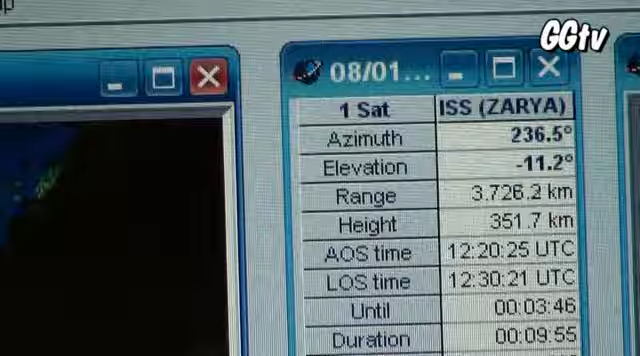 GGtv
08/01...
1 Sat ISS (ZARYA)
Azimuth 236.5°
Elevation -11.2°
Range 3.726.2 km
Height 351.7 km
AOS time 12:20:25 UTC
LOS time 12:30:21 UTC
Until 00:03:46
Duration 00:09:55